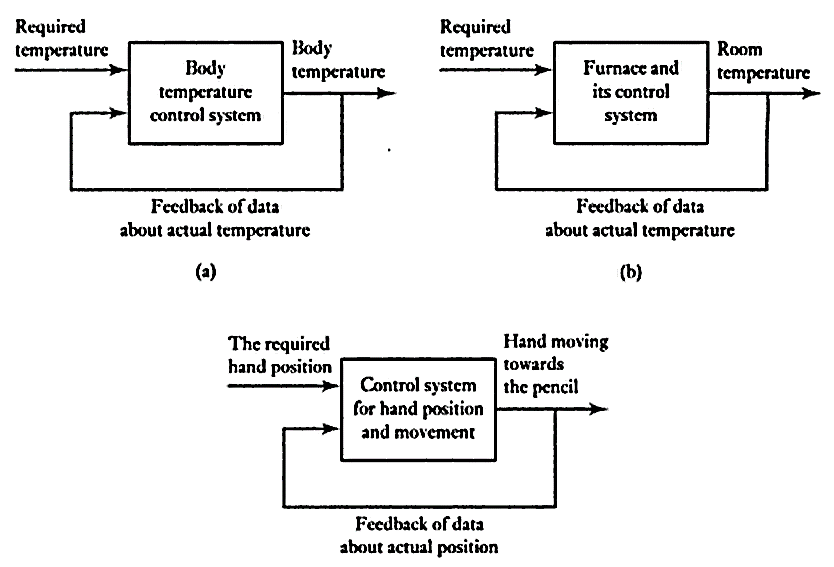 Required
temperature
Body
temperature
control system
Body
temperature
Feedback of data
about actual temperature
(a)
Required
temperature
Furnace and
its control
system
Room
temperature
Feedback of data
about actual temperature
(b)
The required
hand position
Control system
for hand position
and movement
Hand moving
towards
the pencil
Feedback of data
about actual position